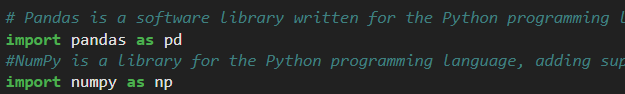 # Pandas is a software library written for the Python programming
import pandas as pd
#NumPy is a library for the Python programming language, adding
import numpy as np